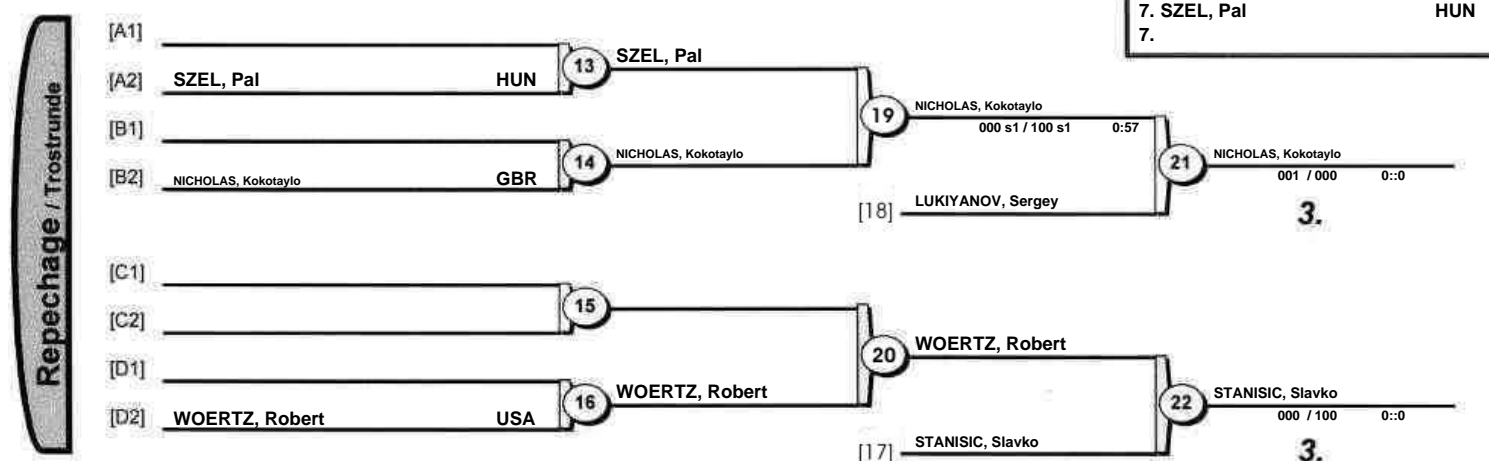 7. SZEL, Pal HUN
7.
Repechage / Trostrunde
[A1]
[A2] SZEL, Pal HUN
13 SZEL, Pal
[B1]
[B2] NICHOLAS, Kokotaylo GBR
14 NICHOLAS, Kokotaylo
19 NICHOLAS, Kokotaylo
000 s1 / 100 s1 0:57
[18] LUKIYANOV, Sergey
21 NICHOLAS, Kokotaylo
001 / 000 0::0
3.
[C1]
[C2]
15
[D1]
[D2] WOERTZ, Robert USA
16 WOERTZ, Robert
20 WOERTZ, Robert
[17] STANISIC, Slavko
22 STANISIC, Slavko
000 / 100 0::0
3.